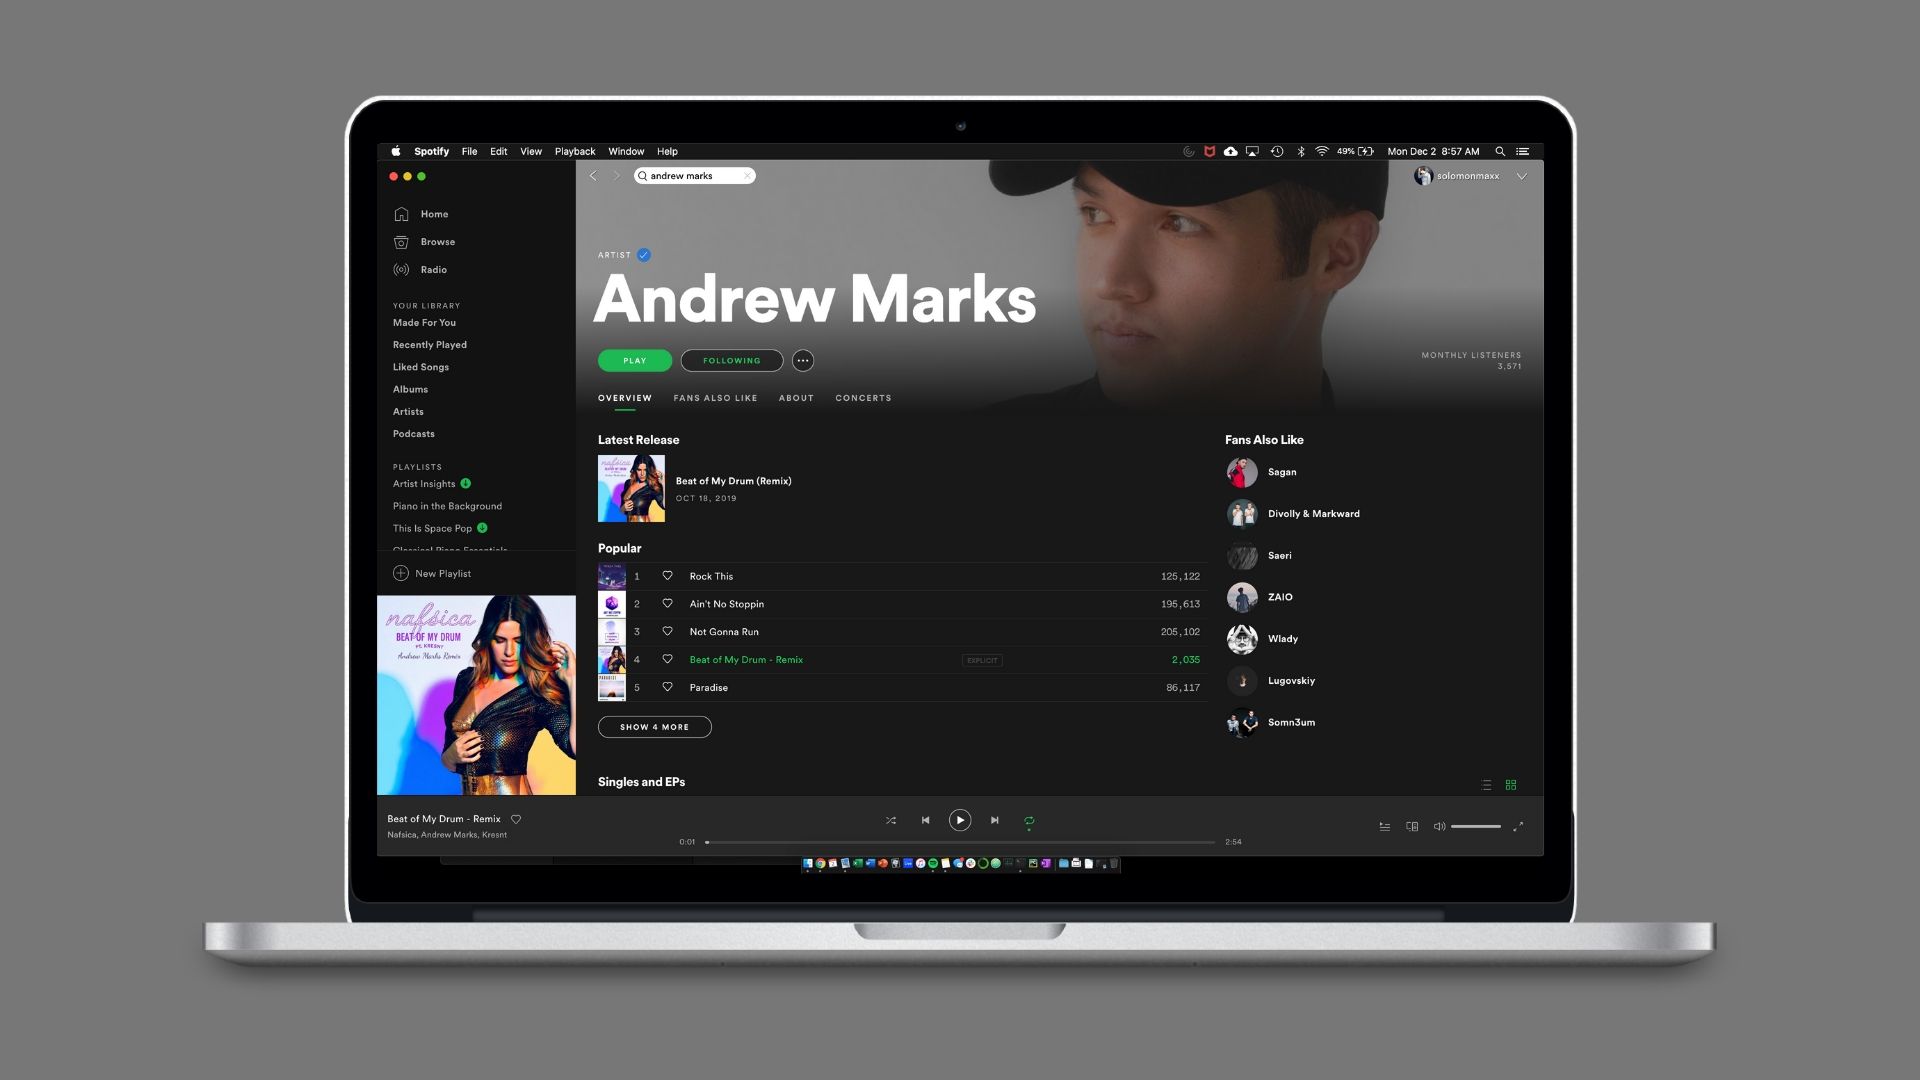 Spotify File Edit View Playback Window Help
49% Mon Dec 2 8:57 AM
andrew marks
solomonmaxx
Home
Browse
Radio
YOUR LIBRARY
Made For You
Recently Played
Liked Songs
Albums
Artists
Podcasts
PLAYLISTS
Artist Insights
Piano in the Background
This Is Space Pop
Classical Piano Essentials
New Playlist
nafsica
BEAT OF MY DRUM
FT. KRESNT
Andrew Marks Remix
ARTIST
Andrew Marks
PLAY FOLLOWING
MONTHLY LISTENERS
3,571
OVERVIEW FANS ALSO LIKE ABOUT CONCERTS
Latest Release
nafsica
Beat of My Drum (Remix)
OCT 18, 2019
Popular
1 Rock This 125,122
2 Ain't No Stoppin 195,613
3 Not Gonna Run 205,102
4 Beat of My Drum - Remix EXPLICIT 2,035
PARADISE
5 Paradise 86,117
SHOW 4 MORE
Fans Also Like
Sagan
Divolly & Markward
Saeri
ZAIO
Wlady
Lugovskiy
Somn3um
Singles and EPs
Beat of My Drum - Remix
Nafsica, Andrew Marks, Kresnt
0:01 2:54